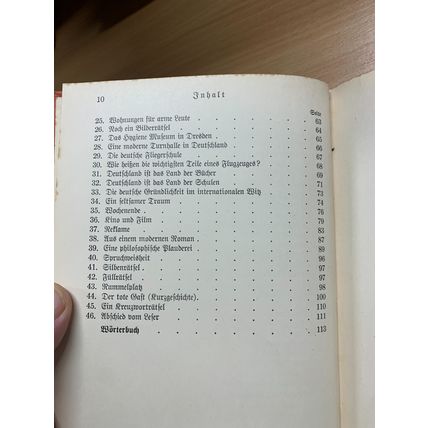 10 Inhalt
Seite
25. Wohnungen für arme Leute 63
26. Noch ein Bilderrätsel 64
27. Das Hygiene Museum in Dresden 65
28. Eine moderne Turnhalle in Deutschland 66
29. Die deutsche Fliegerschule 68
30. Wie heißen die wichtigsten Teile eines Flugzeuges? 68
31. Deutschland ist das Land der Bücher 69
32. Deutschland ist das Land der Schulen 71
33. Die deutsche Gründlichkeit im internationalen Witz 73
34. Ein seltsamer Traum 74
35. Wochenende 76
36. Kino und Film 79
37. Reklame 83
38. Aus einem modernen Roman 87
39. Eine philosophische Plauderei 89
40. Spruchweisheit 96
41. Silbenrätsel 96
42. Füllrätsel 97
43. Rummelplatz 98
44. Der tote Gast (Kurzgeschichte) 100
45. Ein Kreuzworträtsel 110
46. Abschied vom Leser 111
Wörterbuch 113